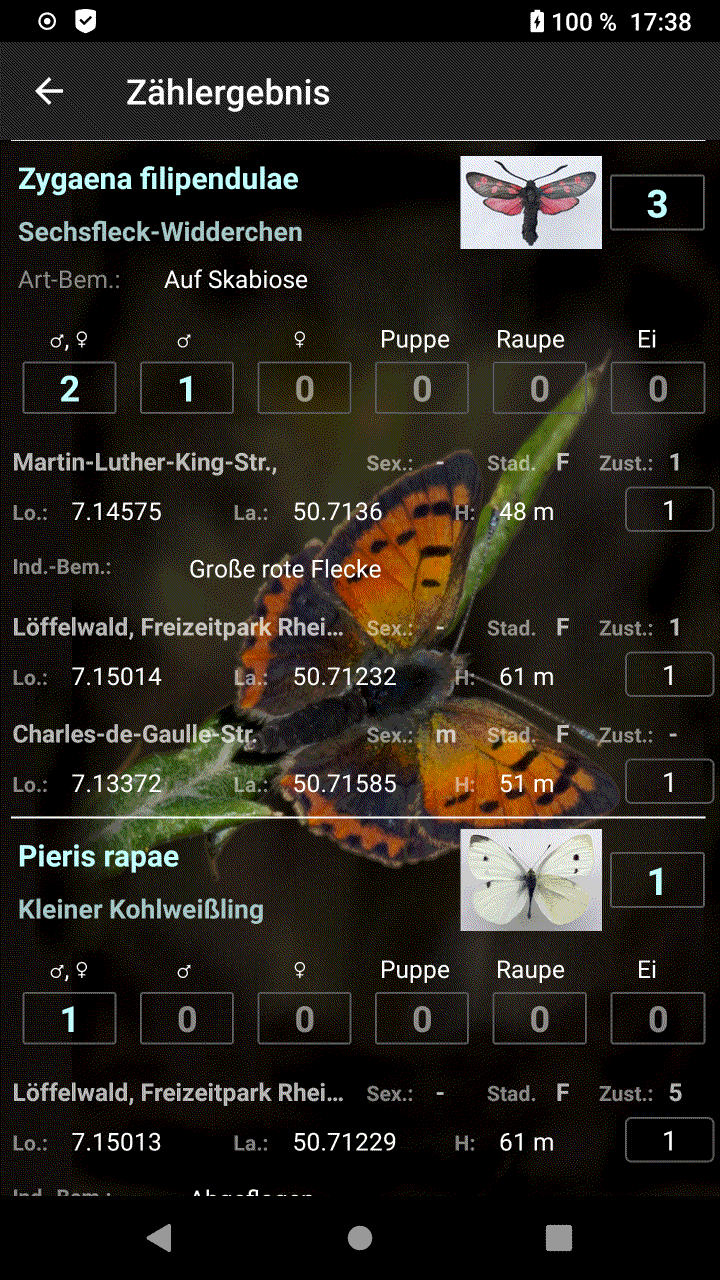 100 % 17:38
Zählergebnis
Zygaena filipendulae
3
Sechsfleck-Widderchen
Art-Bem.: Auf Skabiose
♂, ♀ ♂ ♀ Puppe Raupe Ei
2 1 0 0 0 0
Martin-Luther-King-Str., Sex.: - Stad. F Zust.: 1
Lo.: 7.14575 La.: 50.7136 H: 48 m 1
Ind.-Bem.: Große rote Flecke
Löffelwald, Freizeitpark Rhei... Sex.: - Stad. F Zust.: 1
Lo.: 7.15014 La.: 50.71232 H: 61 m 1
Charles-de-Gaulle-Str. Sex.: m Stad. F Zust.: -
Lo.: 7.13372 La.: 50.71585 H: 51 m 1
Pieris rapae
1
Kleiner Kohlweißling
♂, ♀ ♂ ♀ Puppe Raupe Ei
1 0 0 0 0 0
Löffelwald, Freizeitpark Rhei... Sex.: - Stad. F Zust.: 5
Lo.: 7.15013 La.: 50.71229 H: 61 m 1
Ind.-Bem.: Abgeflogen